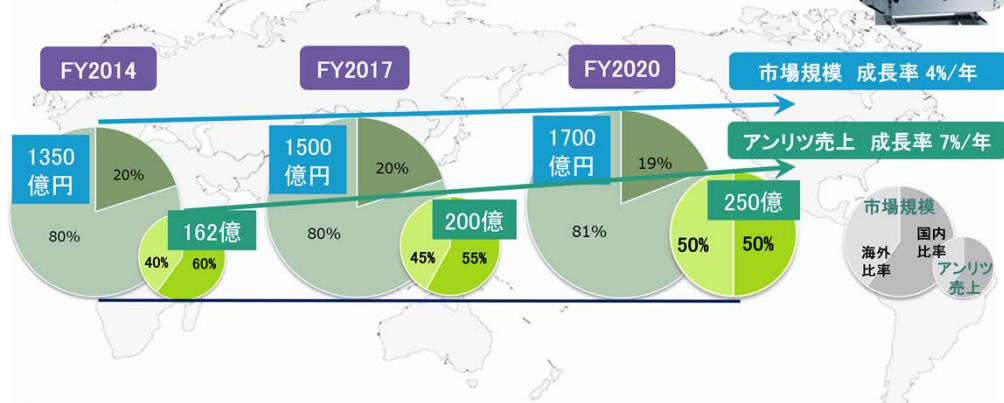 FY2014
FY2017
FY2020
市場規模 成長率 4%/年
アンリツ売上 成長率 7%/年
1350
億円
20%
80%
162億
40%
60%
1500
億円
20%
80%
200億
45%
55%
1700
億円
19%
81%
250億
50%
50%
市場規模
海外
比率
国内
比率
アンリツ
売上